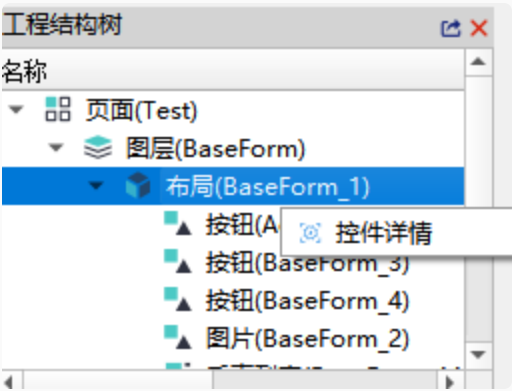 工程结构树
名称
页面(Test)
图层(BaseForm)
布局(BaseForm_1)
按钮(A
控件详情
按钮(BaseForm_3)
按钮(BaseForm_4)
图片(BaseForm_2)